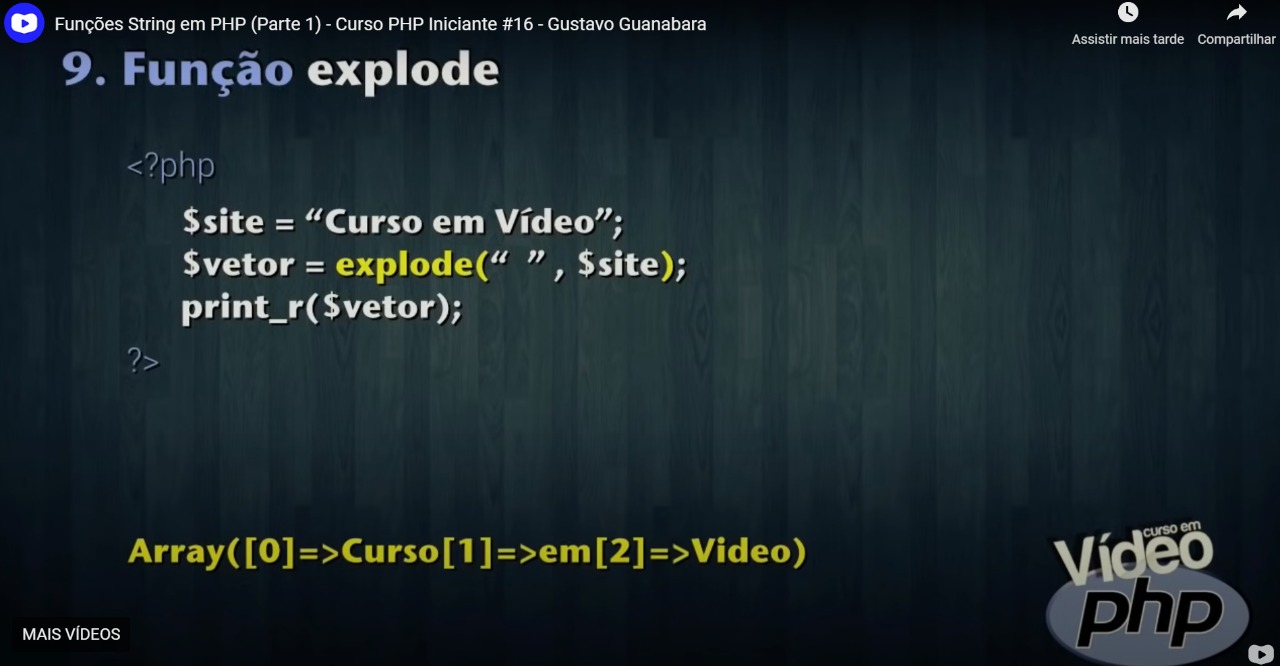 Funções String em PHP (Parte 1) - Curso PHP Iniciante #16 - Gustavo Guanabara
Assistir mais tarde
Compartilhar
9. Função explode
<?php
$site = “Curso em Vídeo”;
$vetor = explode(“ ” , $site);
print_r($vetor);
?>
Array([0]=>Curso[1]=>em[2]=>Video)
curso em
Vídeo
php
MAIS VÍDEOS